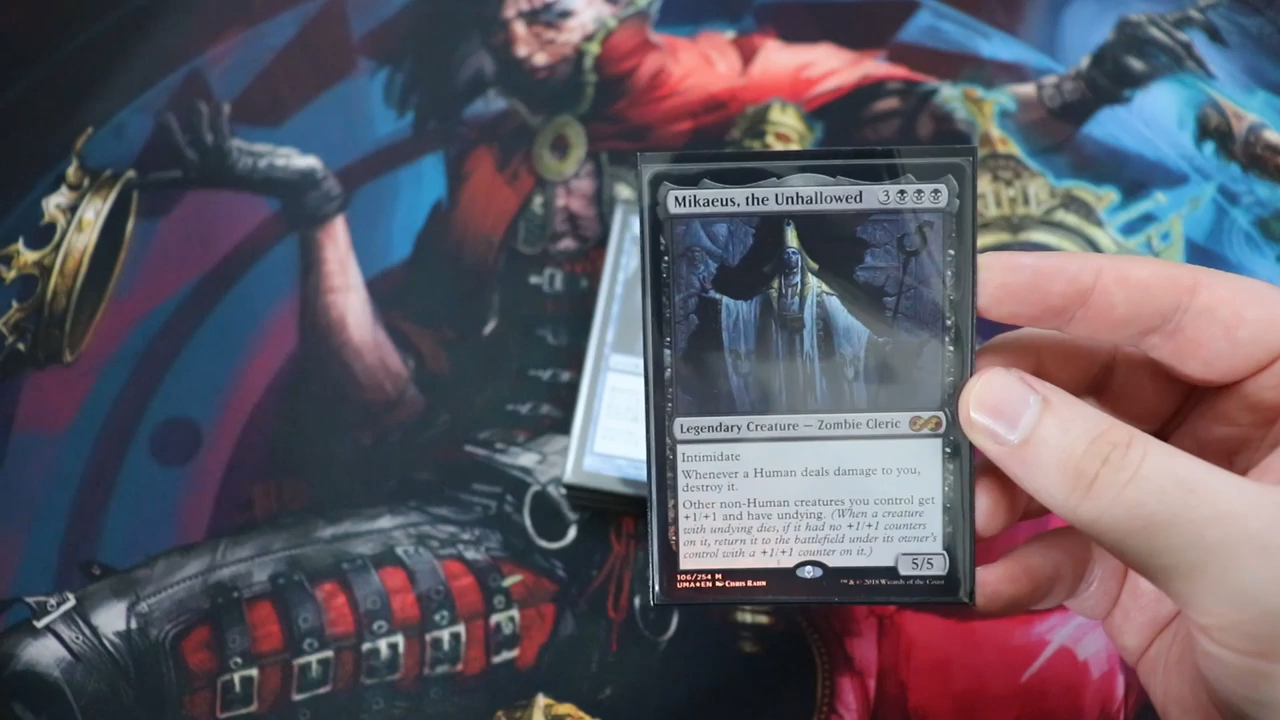 Mikaeus, the Unhallowed 3
Legendary Creature — Zombie Cleric
Intimidate
Whenever a Human deals damage to you,
destroy it.
Other non-Human creatures you control get
+1/+1 and have undying. (When a creature
with undying dies, if it had no +1/+1 counters
on it, return it to the battlefield under its owner's
control with a +1/+1 counter on it.)
5/5
106/254 M
UMA★EN Chris Rahn
™ & © 2018 Wizards of the Coast